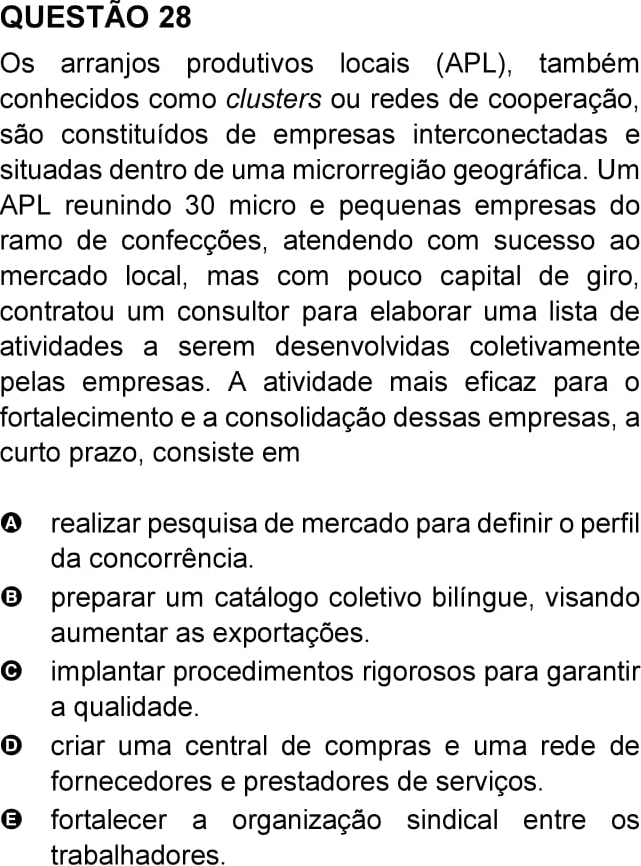 QUESTÃO 28
Os arranjos produtivos locais (APL), também
conhecidos como clusters ou redes de cooperação,
são constituídos de empresas interconectadas e
situadas dentro de uma microrregião geográfica. Um
APL reunindo 30 micro e pequenas empresas do
ramo de confecções, atendendo com sucesso ao
mercado local, mas com pouco capital de giro,
contratou um consultor para elaborar uma lista de
atividades a serem desenvolvidas coletivamente
pelas empresas. A atividade mais eficaz para o
fortalecimento e a consolidação dessas empresas, a
curto prazo, consiste em
A realizar pesquisa de mercado para definir o perfil
da concorrência.
B preparar um catálogo coletivo bilíngue, visando
aumentar as exportações.
C implantar procedimentos rigorosos para garantir
a qualidade.
D criar uma central de compras e uma rede de
fornecedores e prestadores de serviços.
E fortalecer a organização sindical entre os
trabalhadores.